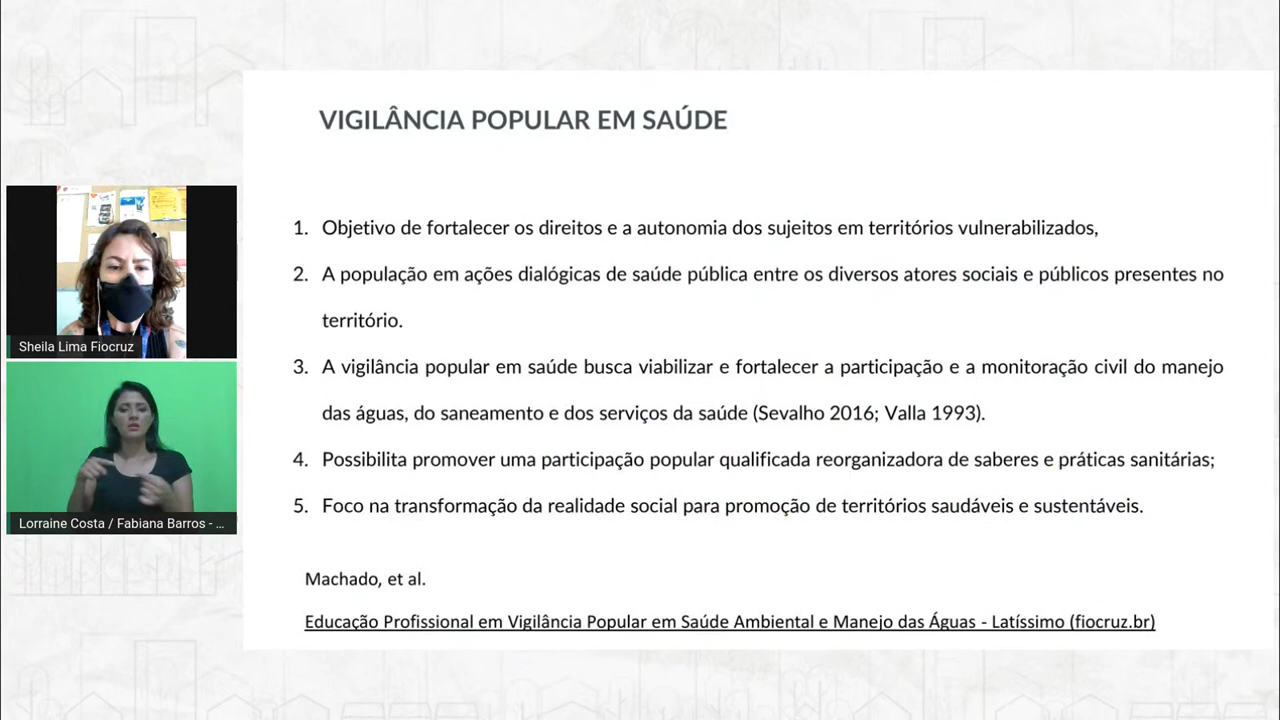 VIGILÂNCIA POPULAR EM SAÚDE
1. Objetivo de fortalecer os direitos e a autonomia dos sujeitos em territórios vulnerabilizados,
2. A população em ações dialógicas de saúde pública entre os diversos atores sociais e públicos presentes no
território.
3. A vigilância popular em saúde busca viabilizar e fortalecer a participação e a monitoração civil do manejo
das águas, do saneamento e dos serviços da saúde (Sevalho 2016; Valla 1993).
4. Possibilita promover uma participação popular qualificada reorganizadora de saberes e práticas sanitárias;
5. Foco na transformação da realidade social para promoção de territórios saudáveis e sustentáveis.
Machado, et al.
Educação Profissional em Vigilância Popular em Saúde Ambiental e Manejo das Águas - Latíssimo (fiocruz.br)
Sheila Lima Fiocruz
Lorraine Costa / Fabiana Barros - ...